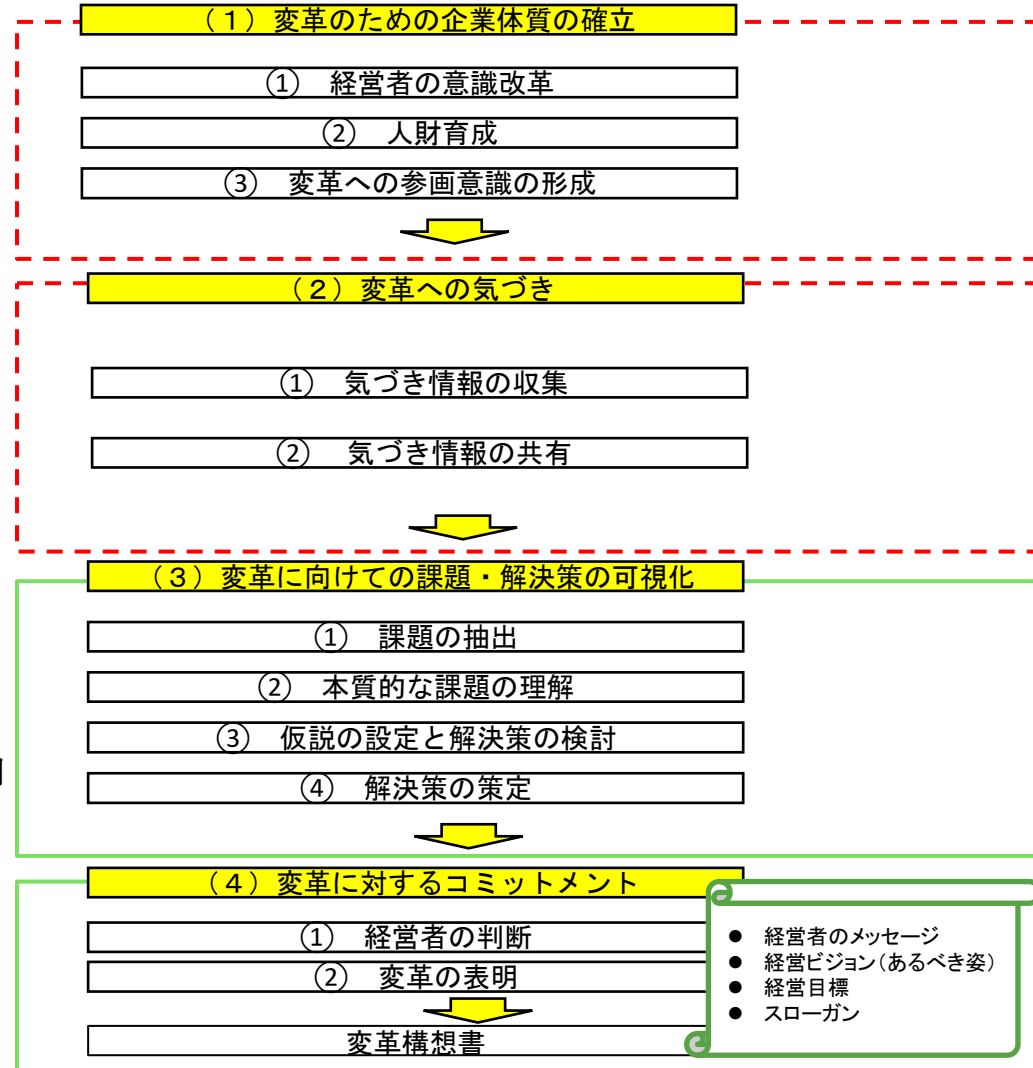 （１）変革のための企業体質の確立
① 経営者の意識改革
② 人財育成
③ 変革への参画意識の形成
（２）変革への気づき
① 気づき情報の収集
② 気づき情報の共有
（３）変革に向けての課題・解決策の可視化
① 課題の抽出
② 本質的な課題の理解
③ 仮説の設定と解決策の検討
④ 解決策の策定
（４）変革に対するコミットメント
① 経営者の判断
② 変革の表明
変革構想書
● 経営者のメッセージ
● 経営ビジョン（あるべき姿）
● 経営目標
● スローガン